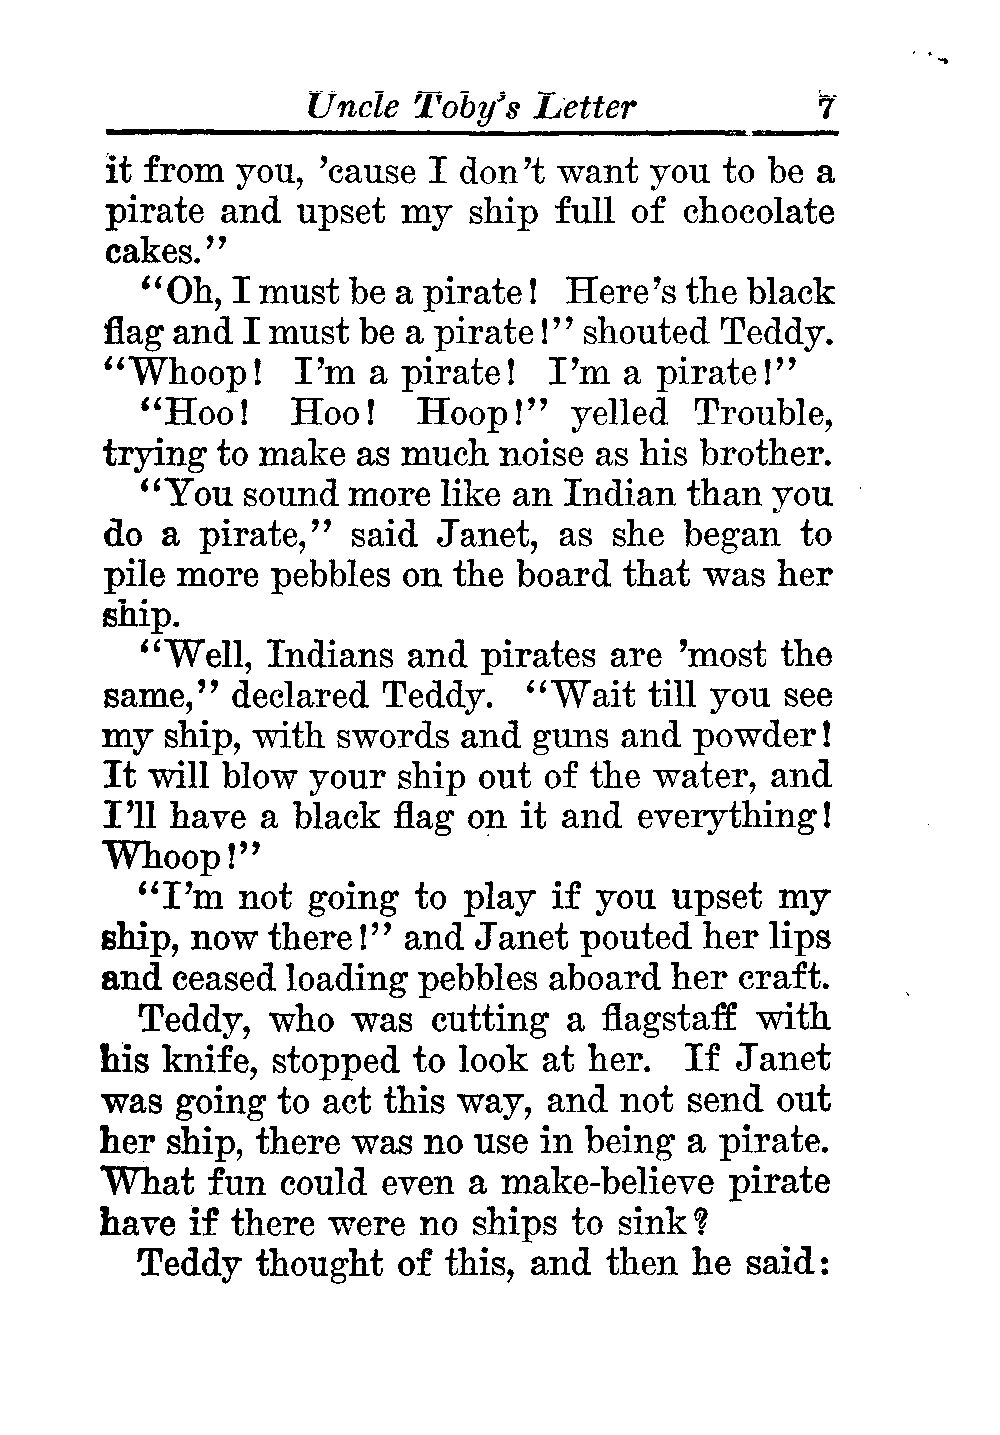 Uncle Toby's Letter 7
it from you, 'cause I don't want you to be a
pirate and upset my ship full of chocolate
cakes."
"Oh, I must be a pirate! Here's the black
flag and I must be a pirate!" shouted Teddy.
"Whoop! I'm a pirate! I'm a pirate!"
"Hoo! Hoo! Hoop!" yelled Trouble,
trying to make as much noise as his brother.
"You sound more like an Indian than you
do a pirate," said Janet, as she began to
pile more pebbles on the board that was her
ship.
"Well, Indians and pirates are 'most the
same," declared Teddy. "Wait till you see
my ship, with swords and guns and powder!
It will blow your ship out of the water, and
I'll have a black flag on it and everything!
Whoop!"
"I'm not going to play if you upset my
ship, now there!" and Janet pouted her lips
and ceased loading pebbles aboard her craft.
Teddy, who was cutting a flagstaff with
his knife, stopped to look at her. If Janet
was going to act this way, and not send out
her ship, there was no use in being a pirate.
What fun could even a make-believe pirate
have if there were no ships to sink?
Teddy thought of this, and then he said: